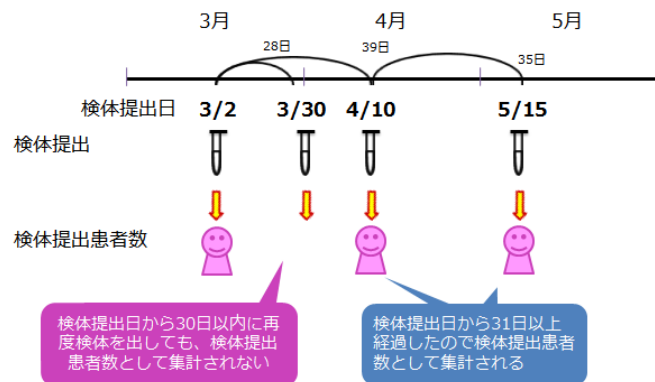 3月 4月 5月
28日 39日 35日
検体提出日 3/2 3/30 4/10 5/15
検体提出
検体提出患者数
検体提出日から30日以内に再
度検体を出しても、検体提出
患者数として集計されない
検体提出日から31日以上
経過したので検体提出患者
数として集計される